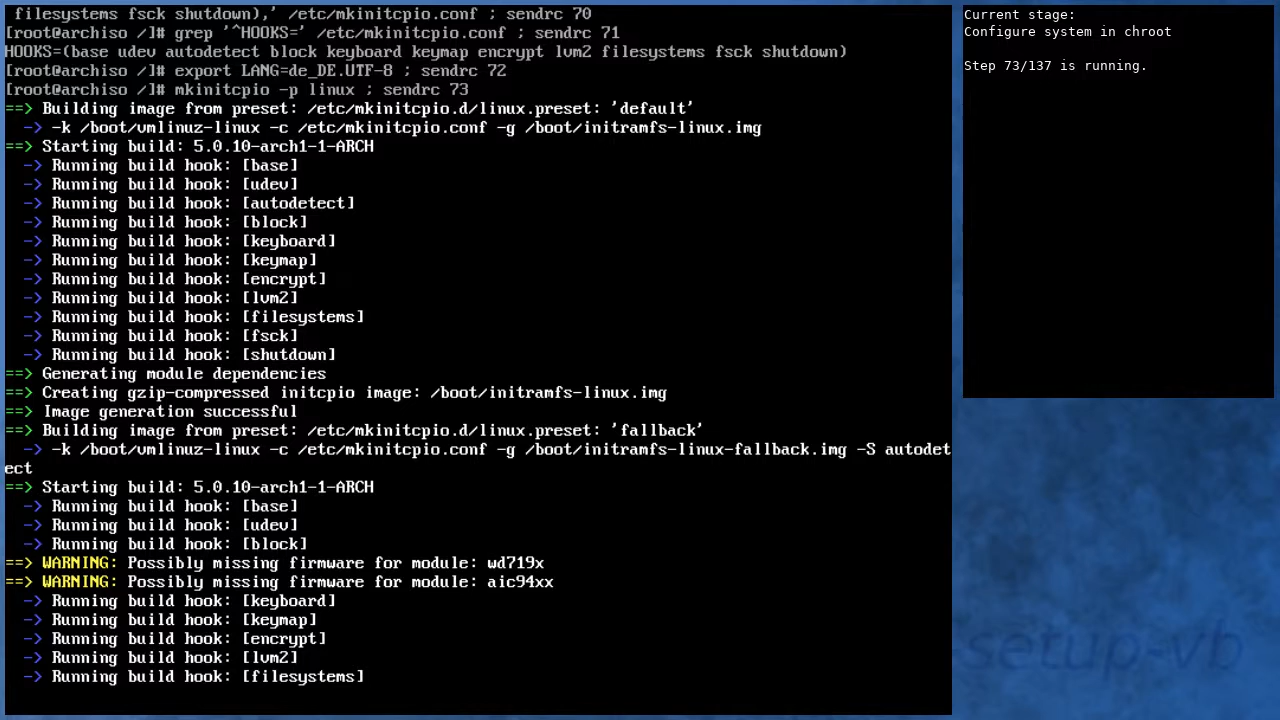 filesystems fsck shutdown),' /etc/mkinitcpio.conf ; sendrc 70
[root@archiso /]# grep '^HOOKS=' /etc/mkinitcpio.conf ; sendrc 71
HOOKS=(base udev autodetect block keyboard keymap encrypt lvm2 filesystems fsck shutdown)
[root@archiso /]# export LANG=de_DE.UTF-8 ; sendrc 72
[root@archiso /]# mkinitcpio -p linux ; sendrc 73
==> Building image from preset: /etc/mkinitcpio.d/linux.preset: 'default'
  -> -k /boot/vmlinuz-linux -c /etc/mkinitcpio.conf -g /boot/initramfs-linux.img
==> Starting build: 5.0.10-arch1-1-ARCH
  -> Running build hook: [base]
  -> Running build hook: [udev]
  -> Running build hook: [autodetect]
  -> Running build hook: [block]
  -> Running build hook: [keyboard]
  -> Running build hook: [keymap]
  -> Running build hook: [encrypt]
  -> Running build hook: [lvm2]
  -> Running build hook: [filesystems]
  -> Running build hook: [fsck]
  -> Running build hook: [shutdown]
==> Generating module dependencies
==> Creating gzip-compressed initcpio image: /boot/initramfs-linux.img
==> Image generation successful
==> Building image from preset: /etc/mkinitcpio.d/linux.preset: 'fallback'
  -> -k /boot/vmlinuz-linux -c /etc/mkinitcpio.conf -g /boot/initramfs-linux-fallback.img -S autodet
ect
==> Starting build: 5.0.10-arch1-1-ARCH
  -> Running build hook: [base]
  -> Running build hook: [udev]
  -> Running build hook: [block]
==> WARNING: Possibly missing firmware for module: wd719x
==> WARNING: Possibly missing firmware for module: aic94xx
  -> Running build hook: [keyboard]
  -> Running build hook: [keymap]
  -> Running build hook: [encrypt]
  -> Running build hook: [lvm2]
  -> Running build hook: [filesystems]
Current stage:
Configure system in chroot
Step 73/137 is running.
setup-vb